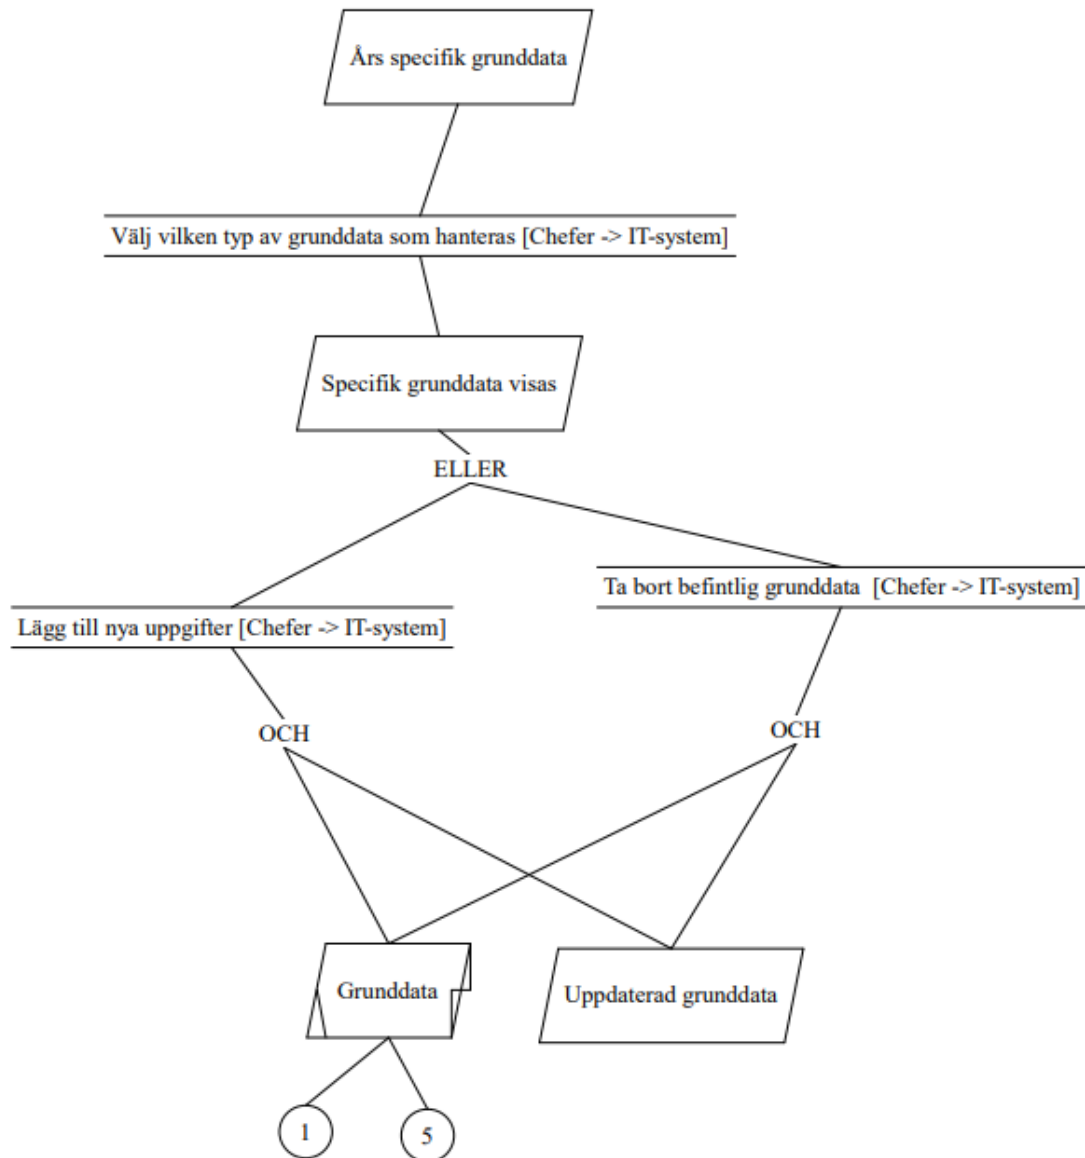 Års specifik grunddata
Välj vilken typ av grunddata som hanteras [Chefer -> IT-system]
Specifik grunddata visas
ELLER
Ta bort befintlig grunddata [Chefer -> IT-system]
Lägg till nya uppgifter [Chefer -> IT-system]
OCH
OCH
Grunddata
Uppdaterad grunddata
1
5